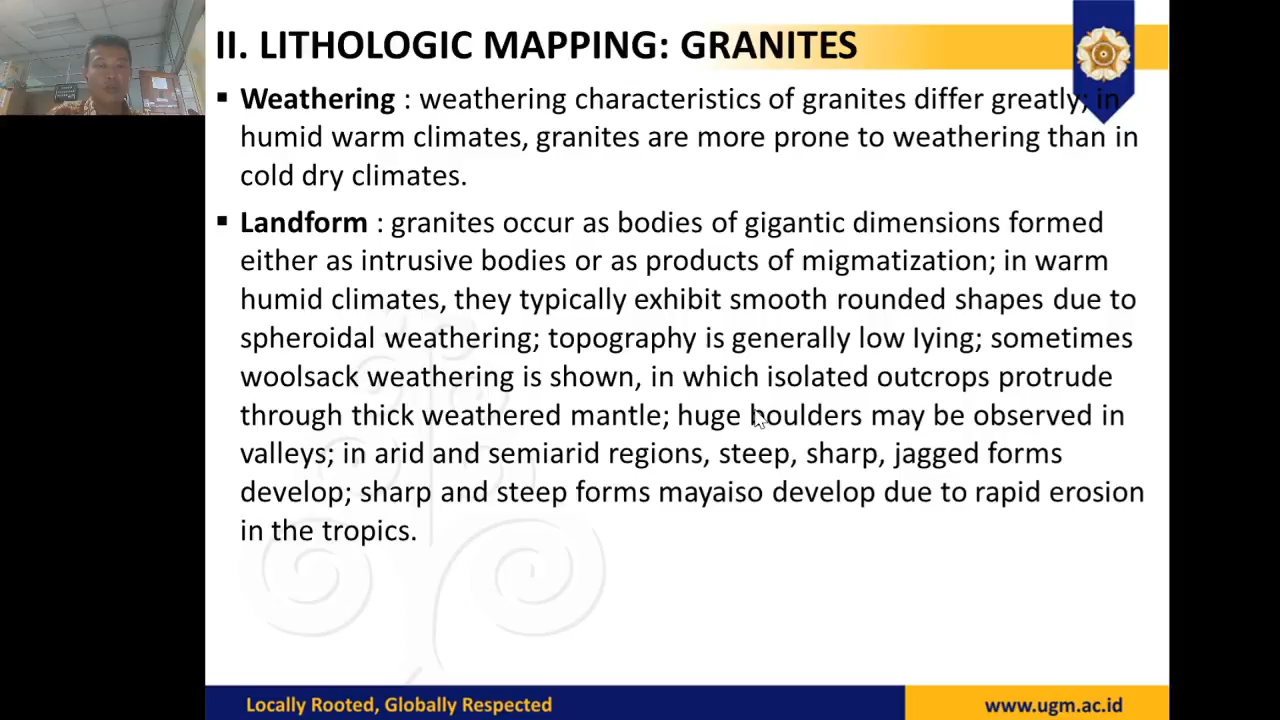 II. LITHOLOGIC MAPPING: GRANITES
▪ Weathering : weathering characteristics of granites differ greatly; in
humid warm climates, granites are more prone to weathering than in
cold dry climates.
▪ Landform : granites occur as bodies of gigantic dimensions formed
either as intrusive bodies or as products of migmatization; in warm
humid climates, they typically exhibit smooth rounded shapes due to
spheroidal weathering; topography is generally low Iying; sometimes
woolsack weathering is shown, in which isolated outcrops protrude
through thick weathered mantle; huge boulders may be observed in
valleys; in arid and semiarid regions, steep, sharp, jagged forms
develop; sharp and steep forms mayaiso develop due to rapid erosion
in the tropics.
Locally Rooted, Globally Respected
www.ugm.ac.id